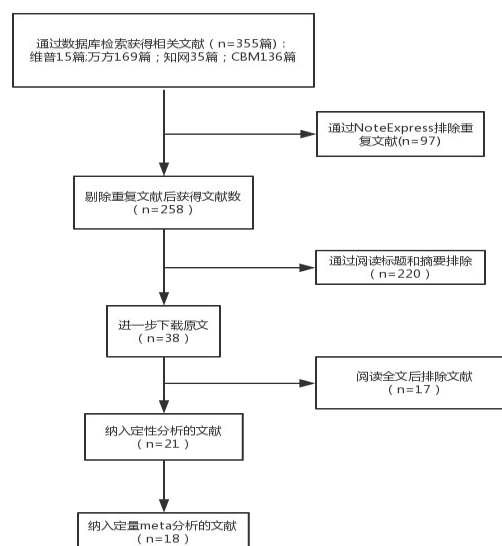 通过数据库检索获得相关文献（n=355篇）：
维普15篇;万方169篇；知网35篇；CBM136篇
通过NoteExpress排除重
复文献(n=97)
剔除重复文献后获得文献数
（n=258）
通过阅读标题和摘要排除
（n=220）
进一步下载原文
（n=38）
阅读全文后排除文献
（n=17）
纳入定性分析的文献
（n=21）
纳入定量meta分析的文献
（n=18）